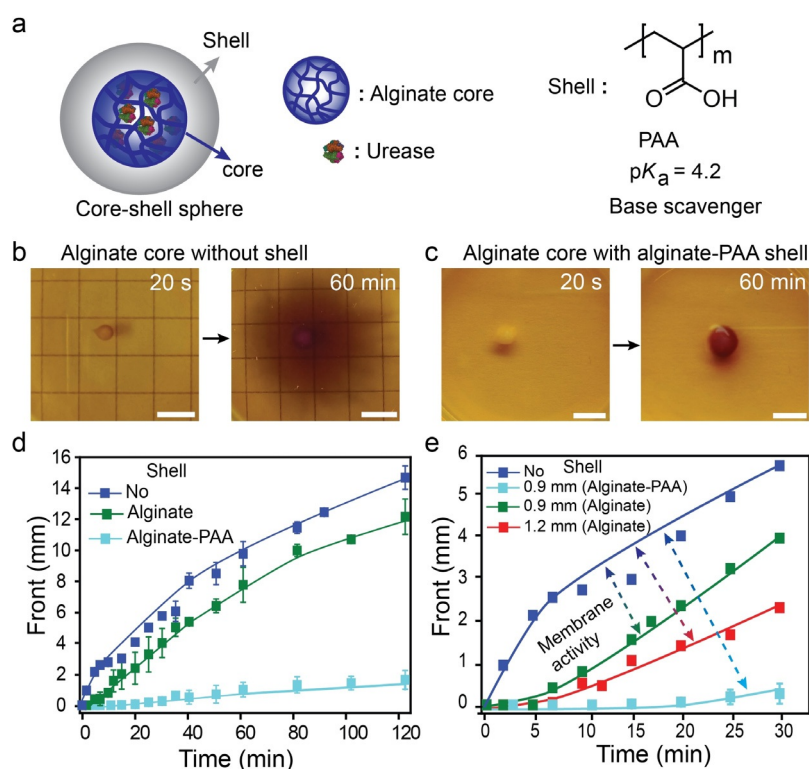 a
Shell
core
Core-shell sphere
: Alginate core
: Urease
Shell :
m
O
OH
PAA
pKa = 4.2
Base scavenger
b
Alginate core without shell
20 s
60 min
c
Alginate core with alginate-PAA shell
20 s
60 min
d
Front (mm)
16
14
12
10
8
6
4
2
0
Shell
No
Alginate
Alginate-PAA
0 20 40 60 80 100 120
Time (min)
e
Front (mm)
6
5
4
3
2
1
0
Shell
No
0.9 mm (Alginate-PAA)
0.9 mm (Alginate)
1.2 mm (Alginate)
Membrane
activity
0 5 10 15 20 25 30
Time (min)